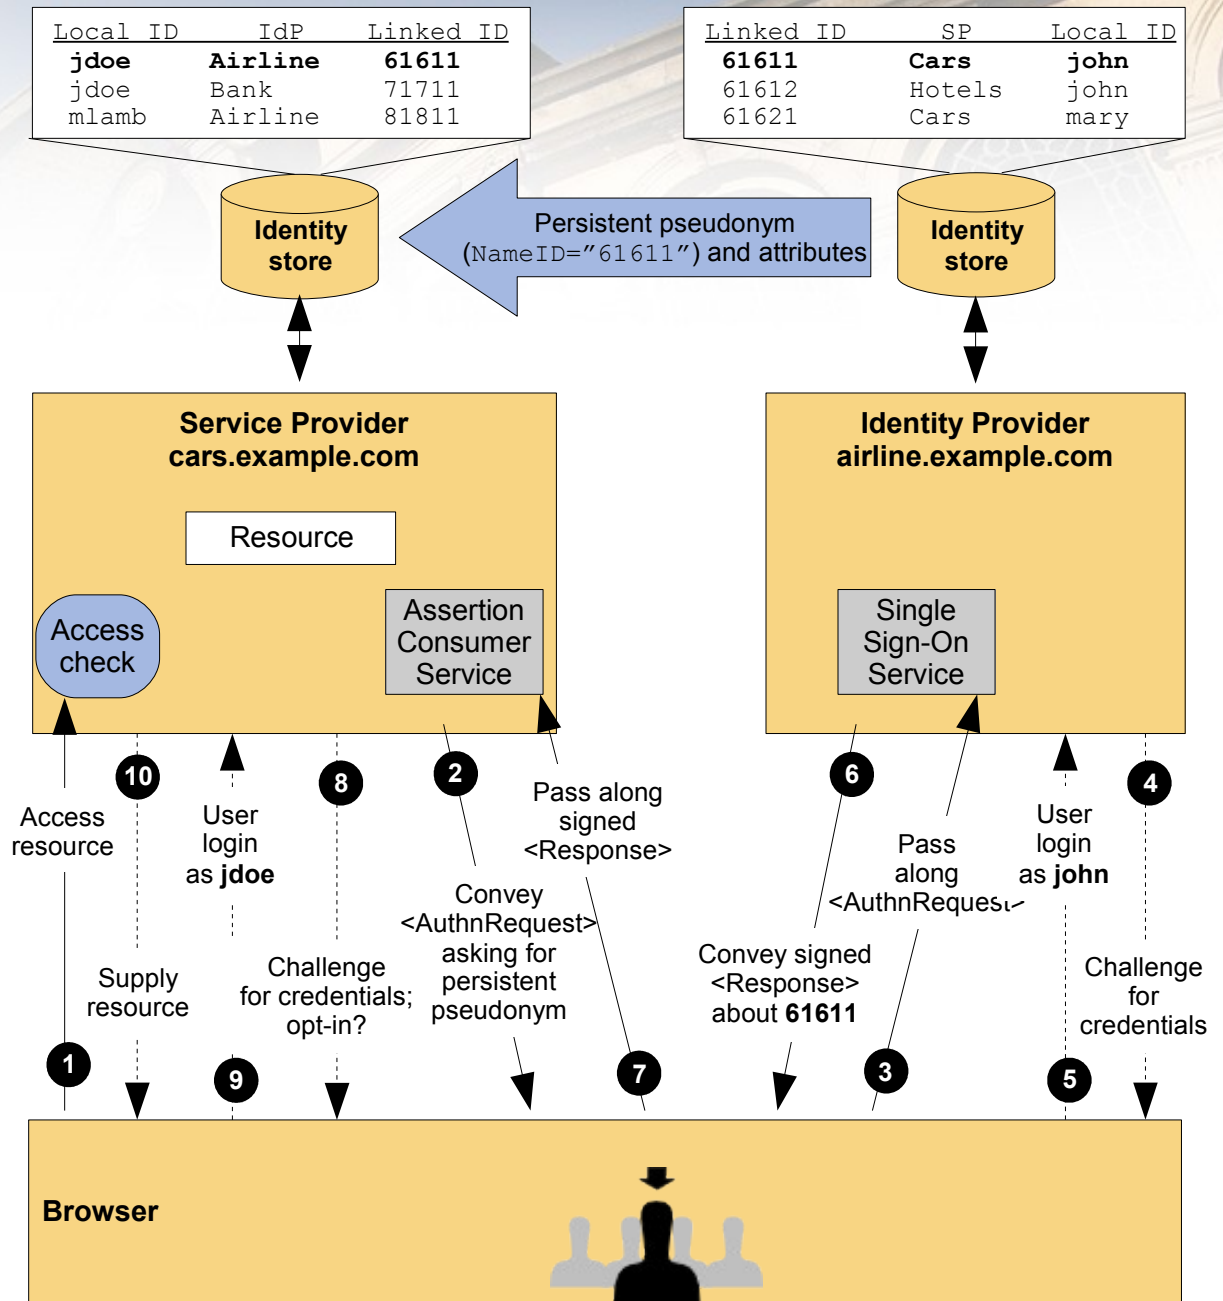 Local ID IdP Linked ID
jdoe Airline 61611
jdoe Bank 71711
mlamb Airline 81811
Linked ID SP Local ID
61611 Cars john
61612 Hotels john
61621 Cars mary
Identity
store
Persistent pseudonym
(NameID="61611") and attributes
Identity
store
Service Provider
cars.example.com
Resource
Access
check
Assertion
Consumer
Service
Identity Provider
airline.example.com
Single
Sign-On
Service
1
Access
resource
10
Supply
resource
9
User
login
as jdoe
8
Challenge
for credentials;
opt-in?
2
Convey
<AuthnRequest>
asking for
persistent
pseudonym
7
Pass along
signed
<Response>
6
Convey signed
<Response>
about 61611
3
Pass
along
<AuthnRequest>
5
User
login
as john
4
Challenge
for
credentials
Browser